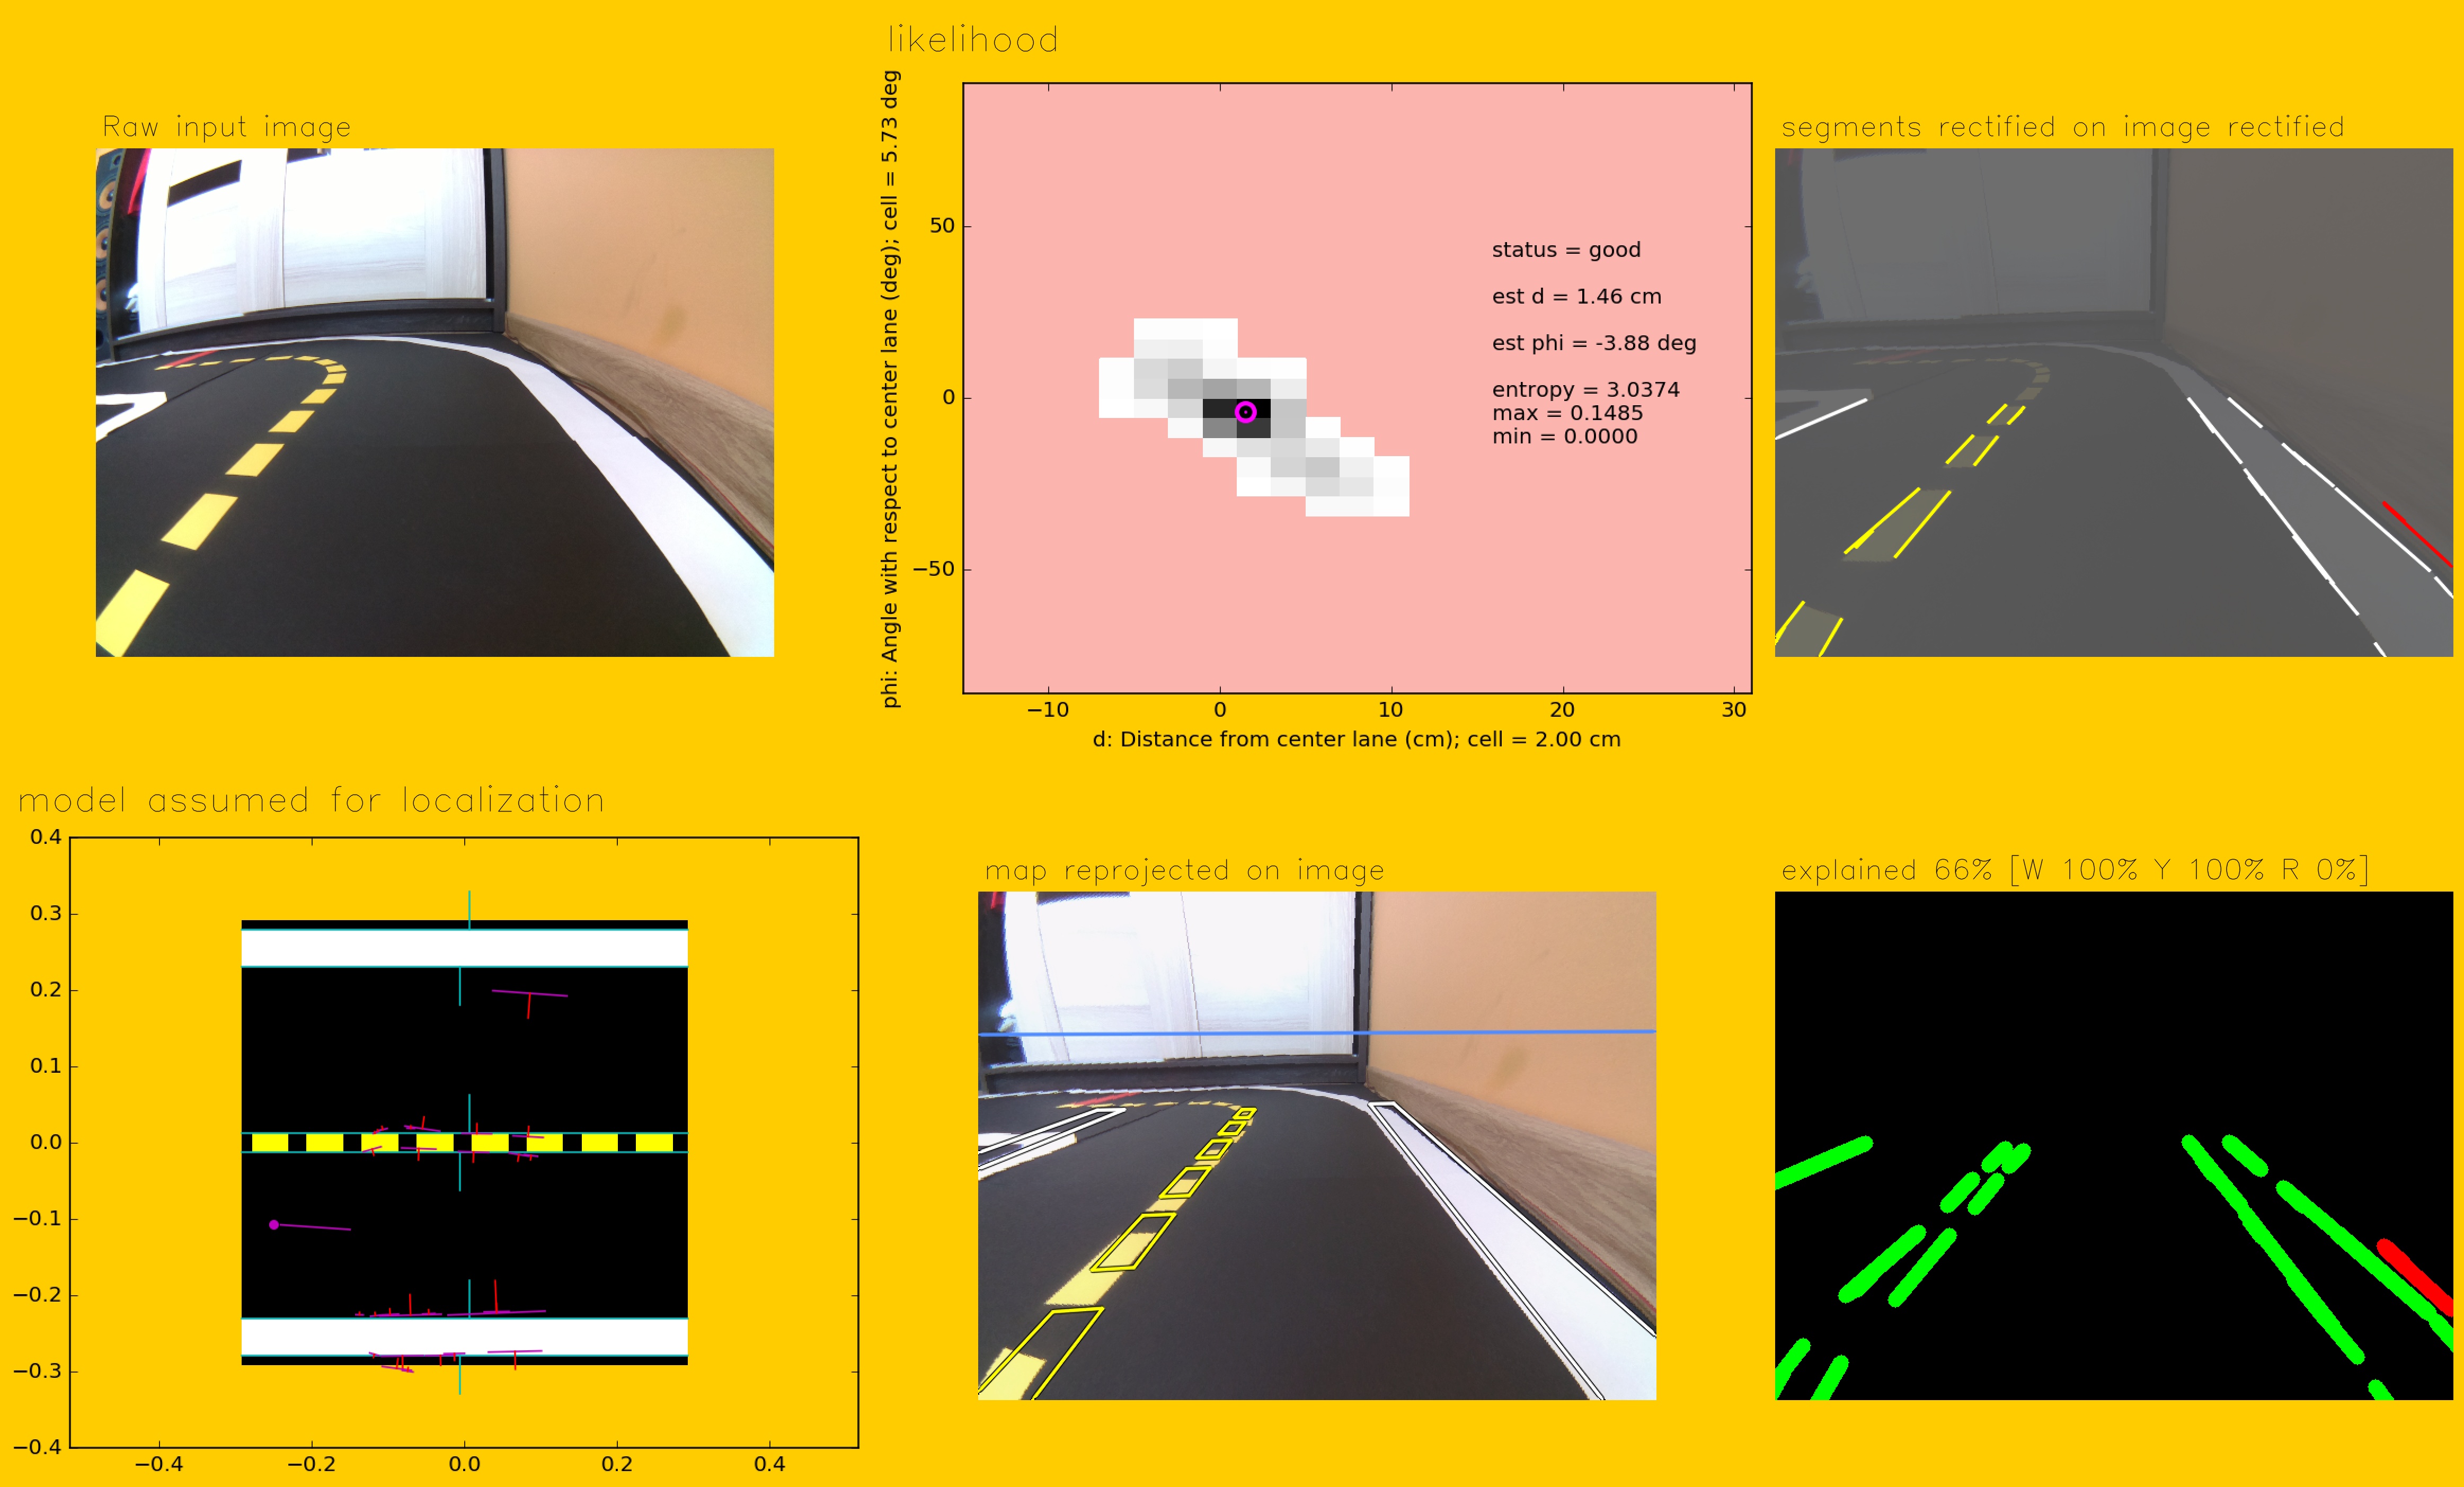 likelihood
Raw input image
segments rectified on image rectified
phi: Angle with respect to center lane (deg); cell = 5.73 deg
50
0
−50
status = good
est d = 1.46 cm
est phi = -3.88 deg
entropy = 3.0374
max = 0.1485
min = 0.0000
−10 0 10 20 30
d: Distance from center lane (cm); cell = 2.00 cm
model assumed for localization
0.4
0.3
0.2
0.1
0.0
−0.1
−0.2
−0.3
−0.4
−0.4 −0.2 0.0 0.2 0.4
map reprojected on image
explained 66% [W 100% Y 100% R 0%]